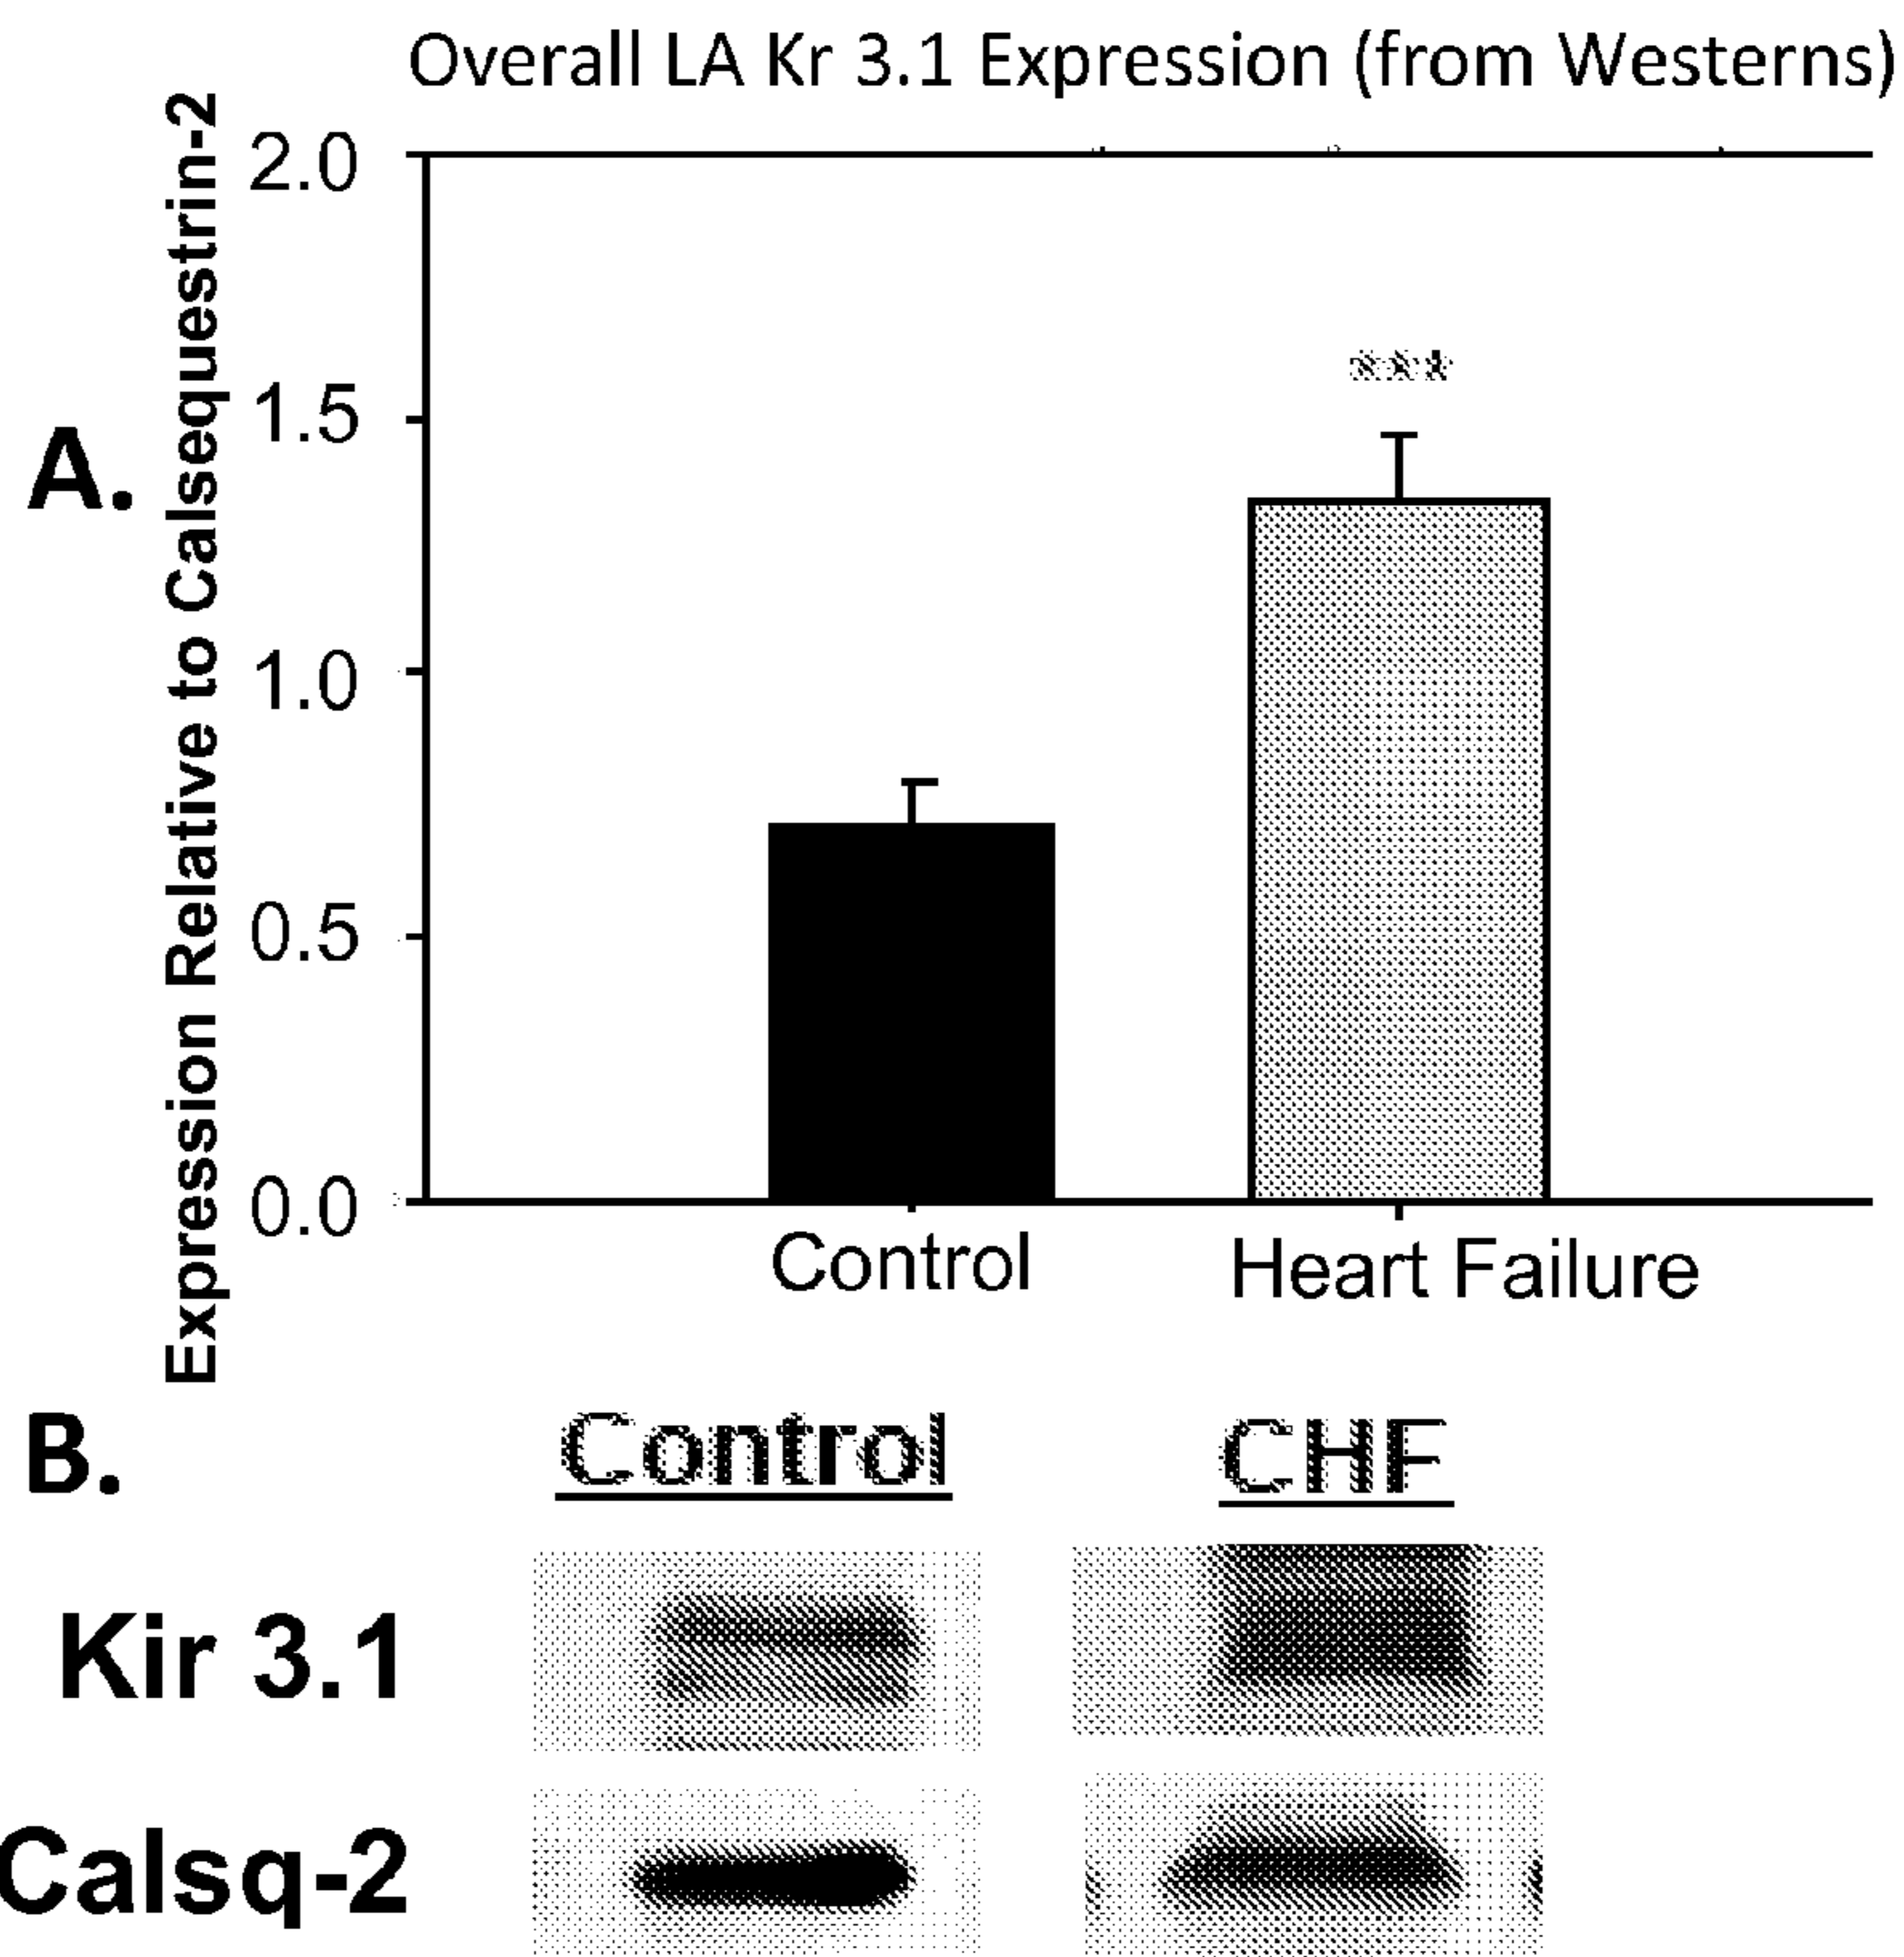 Overall LA Kr 3.1 Expression (from Westerns)
A.
Expression Relative to Calsequestrin-2
2.0
1.5
1.0
0.5
0.0
***
Control Heart Failure
B.
Control CHF
Kir 3.1
Calsq-2